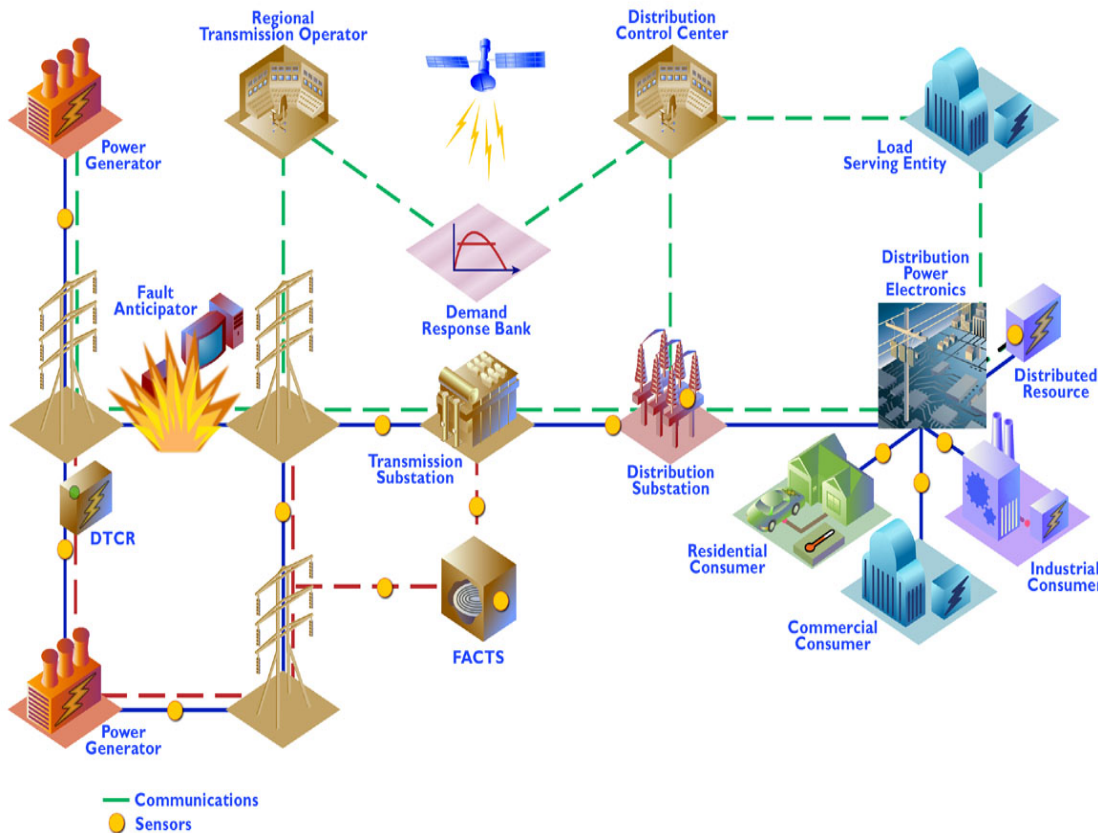 Regional
Transmission Operator
Distribution
Control Center
Power
Generator
Load
Serving Entity
Fault
Anticipator
Demand
Response Bank
Distribution
Power
Electronics
Distributed
Resource
Transmission
Substation
Distribution
Substation
DTCR
Residential
Consumer
Industrial
Consumer
Commercial
Consumer
FACTS
Power
Generator
Communications
Sensors